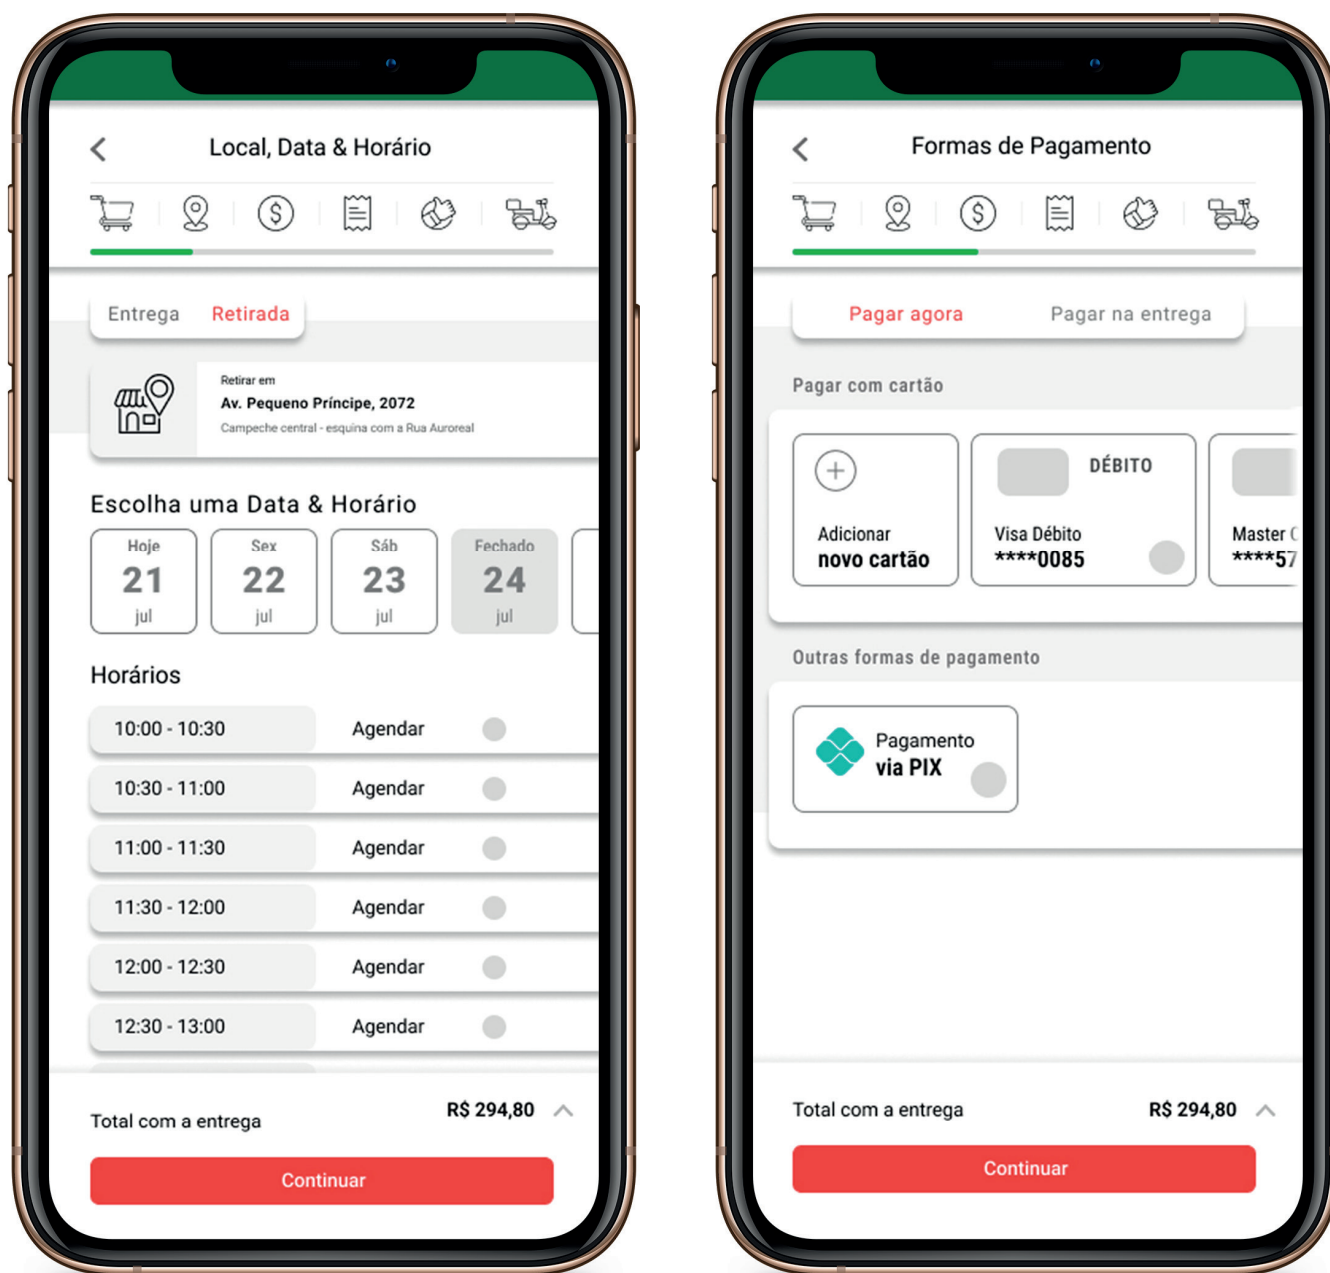 Local, Data & Horário
Entrega Retirada
Retirar em
Av. Pequeno Príncipe, 2072
Campeche central - esquina com a Rua Auroreal
Escolha uma Data & Horário
Hoje Sex Sáb Fechado
21 22 23 24
jul jul jul jul
Horários
10:00 - 10:30 Agendar
10:30 - 11:00 Agendar
11:00 - 11:30 Agendar
11:30 - 12:00 Agendar
12:00 - 12:30 Agendar
12:30 - 13:00 Agendar
Total com a entrega R$ 294,80
Continuar
Formas de Pagamento
Pagar agora Pagar na entrega
Pagar com cartão
Adicionar
novo cartão
DÉBITO
Visa Débito
****0085
Master
****57
Outras formas de pagamento
Pagamento
via PIX
Total com a entrega R$ 294,80
Continuar